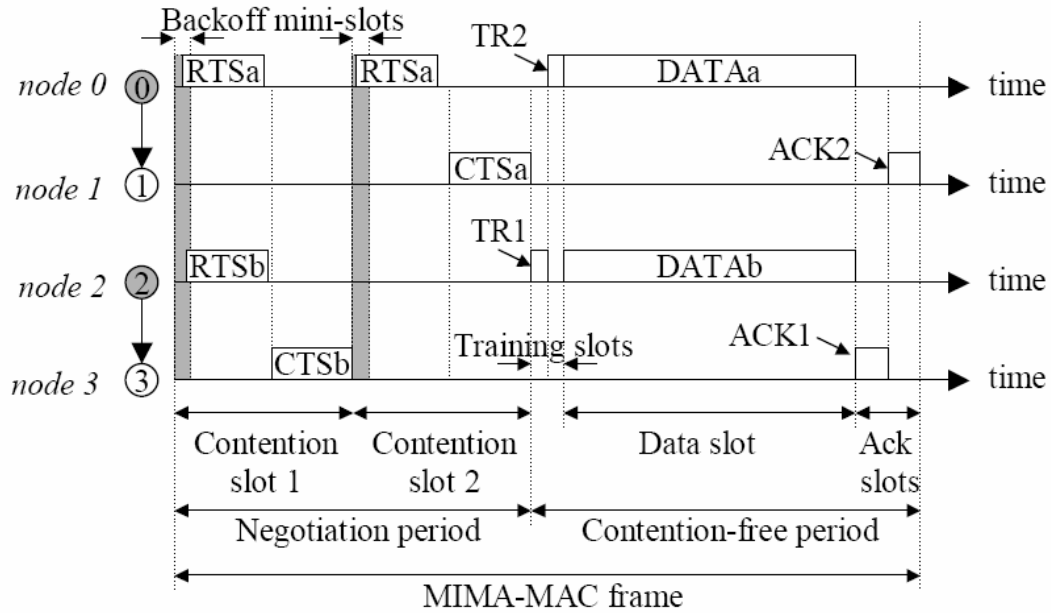 Backoff mini-slots
TR2
node 0
0
RTSa
RTSa
DATAa
time
ACK2
node 1
1
CTSa
time
TR1
node 2
2
RTSb
DATAb
time
ACK1
Training slots
node 3
3
CTSb
time
Contention
slot 1
Contention
slot 2
Data slot
Ack
slots
Negotiation period
Contention-free period
MIMA-MAC frame